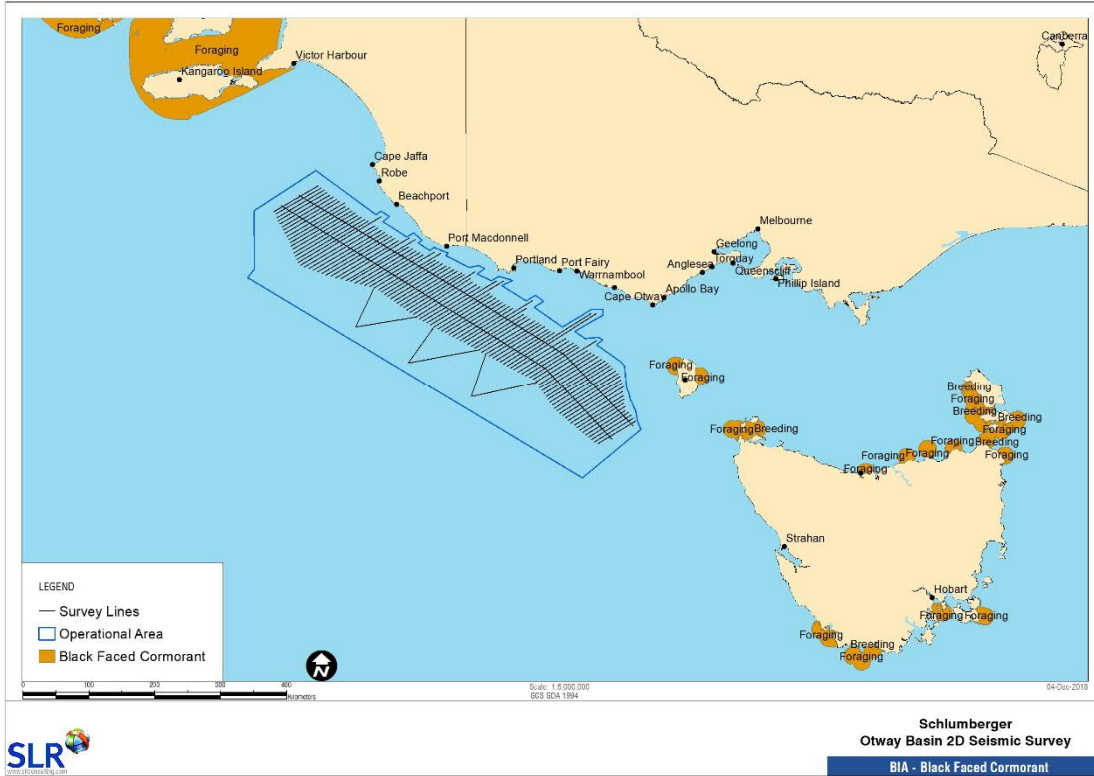 Foraging
Foraging
Kangaroo Island
Victor Harbour
Canberra
Cape Jaffa
Robe
Beachport
Port Macdonnell
Portland
Port Fairy
Warrnambool
Cape Otway
Apollo Bay
Anglesea
Torquay
Geelong
Queenscliff
Melbourne
Phillip Island
Foraging
Foraging
Foraging
Breeding
Breeding
Foraging
Breeding
Breeding
Foraging
Breeding
Foraging
Foraging
Foraging
Foraging
Foraging
Strahan
Hobart
Foraging
Foraging
Foraging
Breeding
Foraging
LEGEND
Survey Lines
Operational Area
Black Faced Cormorant
N
0 100 200 300 400
Kilometers
Scale: 1:6,000,000
GCS GDA 1994
04-Dec-2018
SLR
www.slrconsulting.com
Schlumberger
Otway Basin 2D Seismic Survey
BIA - Black Faced Cormorant